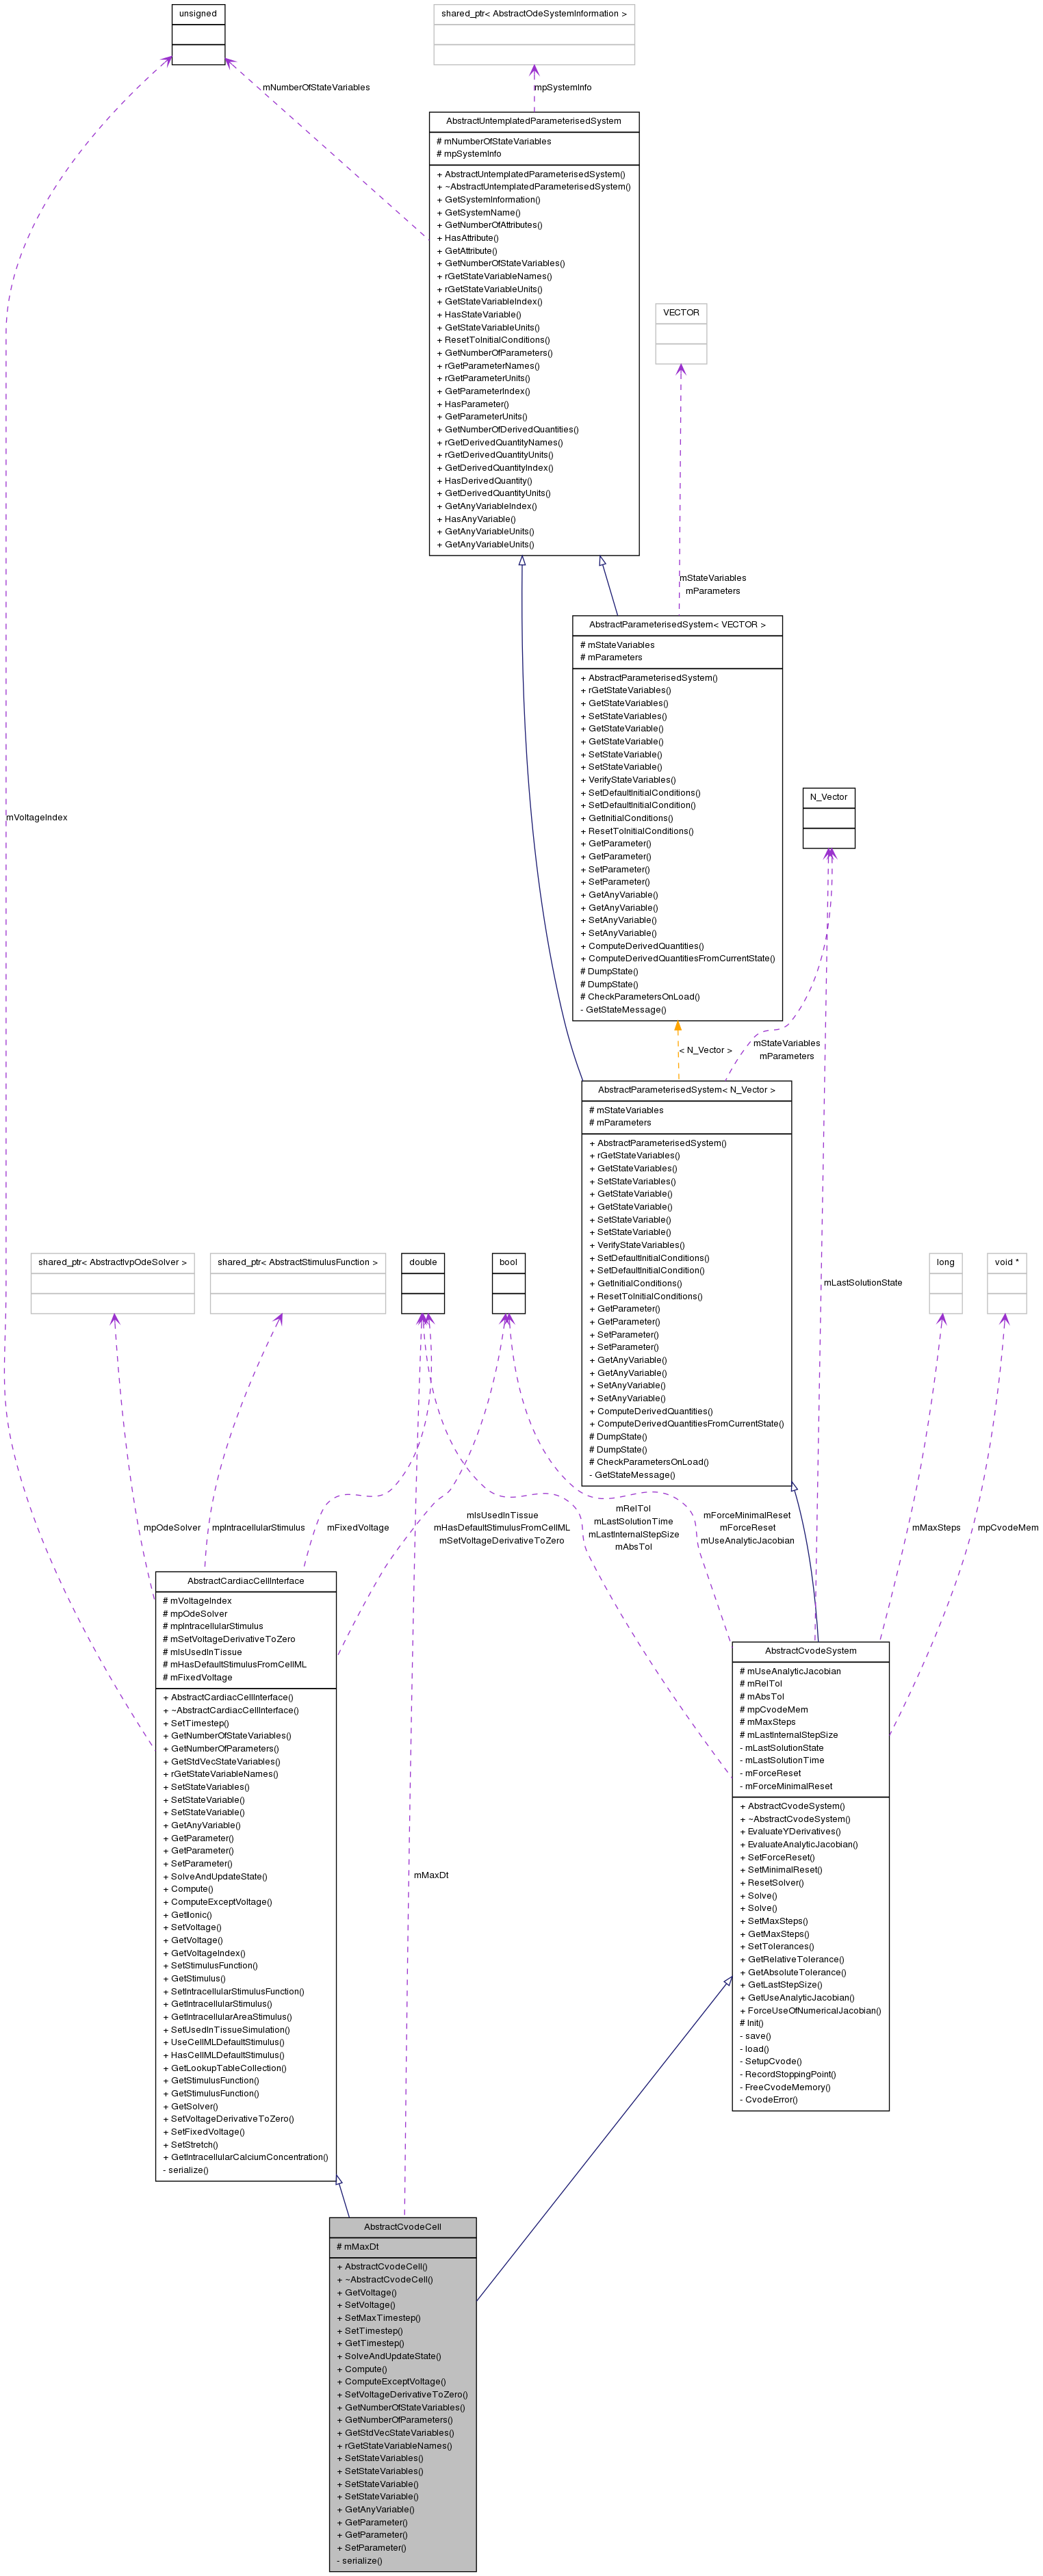 unsigned
shared_ptr< AbstractOdeSystemInformation >
mNumberOfStateVariables
mpSystemInfo
AbstractUntemplatedParameterisedSystem
# mNumberOfStateVariables
# mpSystemInfo
+ AbstractUntemplatedParameterisedSystem()
+ ~AbstractUntemplatedParameterisedSystem()
+ GetSystemInformation()
+ GetSystemName()
+ GetNumberOfAttributes()
+ HasAttribute()
+ GetAttribute()
+ GetNumberOfStateVariables()
+ rGetStateVariableNames()
+ rGetStateVariableUnits()
+ GetStateVariableIndex()
+ HasStateVariable()
+ GetStateVariableUnits()
+ ResetToInitialConditions()
+ GetNumberOfParameters()
+ rGetParameterNames()
+ rGetParameterUnits()
+ GetParameterIndex()
+ HasParameter()
+ GetParameterUnits()
+ GetNumberOfDerivedQuantities()
+ rGetDerivedQuantityNames()
+ rGetDerivedQuantityUnits()
+ GetDerivedQuantityIndex()
+ HasDerivedQuantity()
+ GetDerivedQuantityUnits()
+ GetAnyVariableIndex()
+ HasAnyVariable()
+ GetAnyVariableUnits()
+ GetAnyVariableUnits()
VECTOR
mStateVariables
mParameters
AbstractParameterisedSystem< VECTOR >
# mStateVariables
# mParameters
+ AbstractParameterisedSystem()
+ rGetStateVariables()
+ GetStateVariables()
+ SetStateVariables()
+ GetStateVariable()
+ GetStateVariable()
+ SetStateVariable()
+ SetStateVariable()
+ VerifyStateVariables()
+ SetDefaultInitialConditions()
+ SetDefaultInitialCondition()
+ GetInitialConditions()
+ ResetToInitialConditions()
+ GetParameter()
+ GetParameter()
+ SetParameter()
+ SetParameter()
+ GetAnyVariable()
+ GetAnyVariable()
+ SetAnyVariable()
+ SetAnyVariable()
+ ComputeDerivedQuantities()
+ ComputeDerivedQuantitiesFromCurrentState()
# DumpState()
# DumpState()
# CheckParametersOnLoad()
- GetStateMessage()
N_Vector
mVoltageIndex
< N_Vector >
mStateVariables
mParameters
AbstractParameterisedSystem< N_Vector >
# mStateVariables
# mParameters
+ AbstractParameterisedSystem()
+ rGetStateVariables()
+ GetStateVariables()
+ SetStateVariables()
+ GetStateVariable()
+ GetStateVariable()
+ SetStateVariable()
+ SetStateVariable()
+ VerifyStateVariables()
+ SetDefaultInitialConditions()
+ SetDefaultInitialCondition()
+ GetInitialConditions()
+ ResetToInitialConditions()
+ GetParameter()
+ GetParameter()
+ SetParameter()
+ SetParameter()
+ GetAnyVariable()
+ GetAnyVariable()
+ SetAnyVariable()
+ SetAnyVariable()
+ ComputeDerivedQuantities()
+ ComputeDerivedQuantitiesFromCurrentState()
# DumpState()
# DumpState()
# CheckParametersOnLoad()
- GetStateMessage()
shared_ptr< AbstractIvpOdeSolver >
shared_ptr< AbstractStimulusFunction >
double
bool
mLastSolutionState
long
void *
mpOdeSolver
mpIntracellularStimulus
mFixedVoltage
mIsUsedInTissue
mHasDefaultStimulusFromCellML
mSetVoltageDerivativeToZero
mRelTol
mLastSolutionTime
mLastInternalStepSize
mAbsTol
mForceMinimalReset
mForceReset
mUseAnalyticJacobian
mMaxSteps
mpCvodeMem
AbstractCardiacCellInterface
# mVoltageIndex
# mpOdeSolver
# mpIntracellularStimulus
# mSetVoltageDerivativeToZero
# mIsUsedInTissue
# mHasDefaultStimulusFromCellML
# mFixedVoltage
+ AbstractCardiacCellInterface()
+ ~AbstractCardiacCellInterface()
+ SetTimestep()
+ GetNumberOfStateVariables()
+ GetNumberOfParameters()
+ GetStdVecStateVariables()
+ rGetStateVariableNames()
+ SetStateVariables()
+ SetStateVariable()
+ SetStateVariable()
+ GetAnyVariable()
+ GetParameter()
+ GetParameter()
+ SetParameter()
+ SolveAndUpdateState()
+ Compute()
+ ComputeExceptVoltage()
+ GetIIonic()
+ SetVoltage()
+ GetVoltage()
+ GetVoltageIndex()
+ SetStimulusFunction()
+ GetStimulus()
+ SetIntracellularStimulusFunction()
+ GetIntracellularStimulus()
+ GetIntracellularAreaStimulus()
+ SetUsedInTissueSimulation()
+ UseCellMLDefaultStimulus()
+ HasCellMLDefaultStimulus()
+ GetLookupTableCollection()
+ GetStimulusFunction()
+ GetStimulusFunction()
+ GetSolver()
+ SetVoltageDerivativeToZero()
+ SetFixedVoltage()
+ SetStretch()
+ GetIntracellularCalciumConcentration()
- serialize()
mMaxDt
AbstractCvodeSystem
# mUseAnalyticJacobian
# mRelTol
# mAbsTol
# mpCvodeMem
# mMaxSteps
# mLastInternalStepSize
- mLastSolutionState
- mLastSolutionTime
- mForceReset
- mForceMinimalReset
+ AbstractCvodeSystem()
+ ~AbstractCvodeSystem()
+ EvaluateYDerivatives()
+ EvaluateAnalyticJacobian()
+ SetForceReset()
+ SetMinimalReset()
+ ResetSolver()
+ Solve()
+ Solve()
+ SetMaxSteps()
+ GetMaxSteps()
+ SetTolerances()
+ GetRelativeTolerance()
+ GetAbsoluteTolerance()
+ GetLastStepSize()
+ GetUseAnalyticJacobian()
+ ForceUseOfNumericalJacobian()
# Init()
- save()
- load()
- SetupCvode()
- RecordStoppingPoint()
- FreeCvodeMemory()
- CvodeError()
AbstractCvodeCell
# mMaxDt
+ AbstractCvodeCell()
+ ~AbstractCvodeCell()
+ GetVoltage()
+ SetVoltage()
+ SetMaxTimestep()
+ SetTimestep()
+ GetTimestep()
+ SolveAndUpdateState()
+ Compute()
+ ComputeExceptVoltage()
+ SetVoltageDerivativeToZero()
+ GetNumberOfStateVariables()
+ GetNumberOfParameters()
+ GetStdVecStateVariables()
+ rGetStateVariableNames()
+ SetStateVariables()
+ SetStateVariables()
+ SetStateVariable()
+ SetStateVariable()
+ GetAnyVariable()
+ GetParameter()
+ GetParameter()
+ SetParameter()
- serialize()